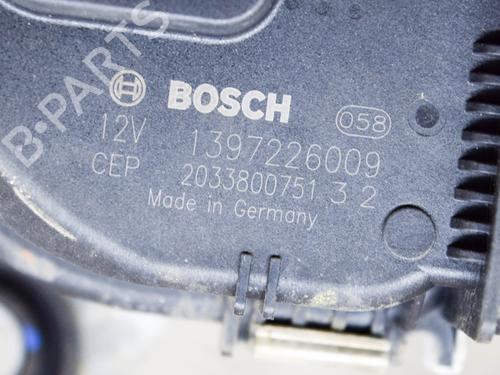 B-PARTS
BOSCH
058
12V 1397226009
CEP 2033800751 3 2
Made in Germany